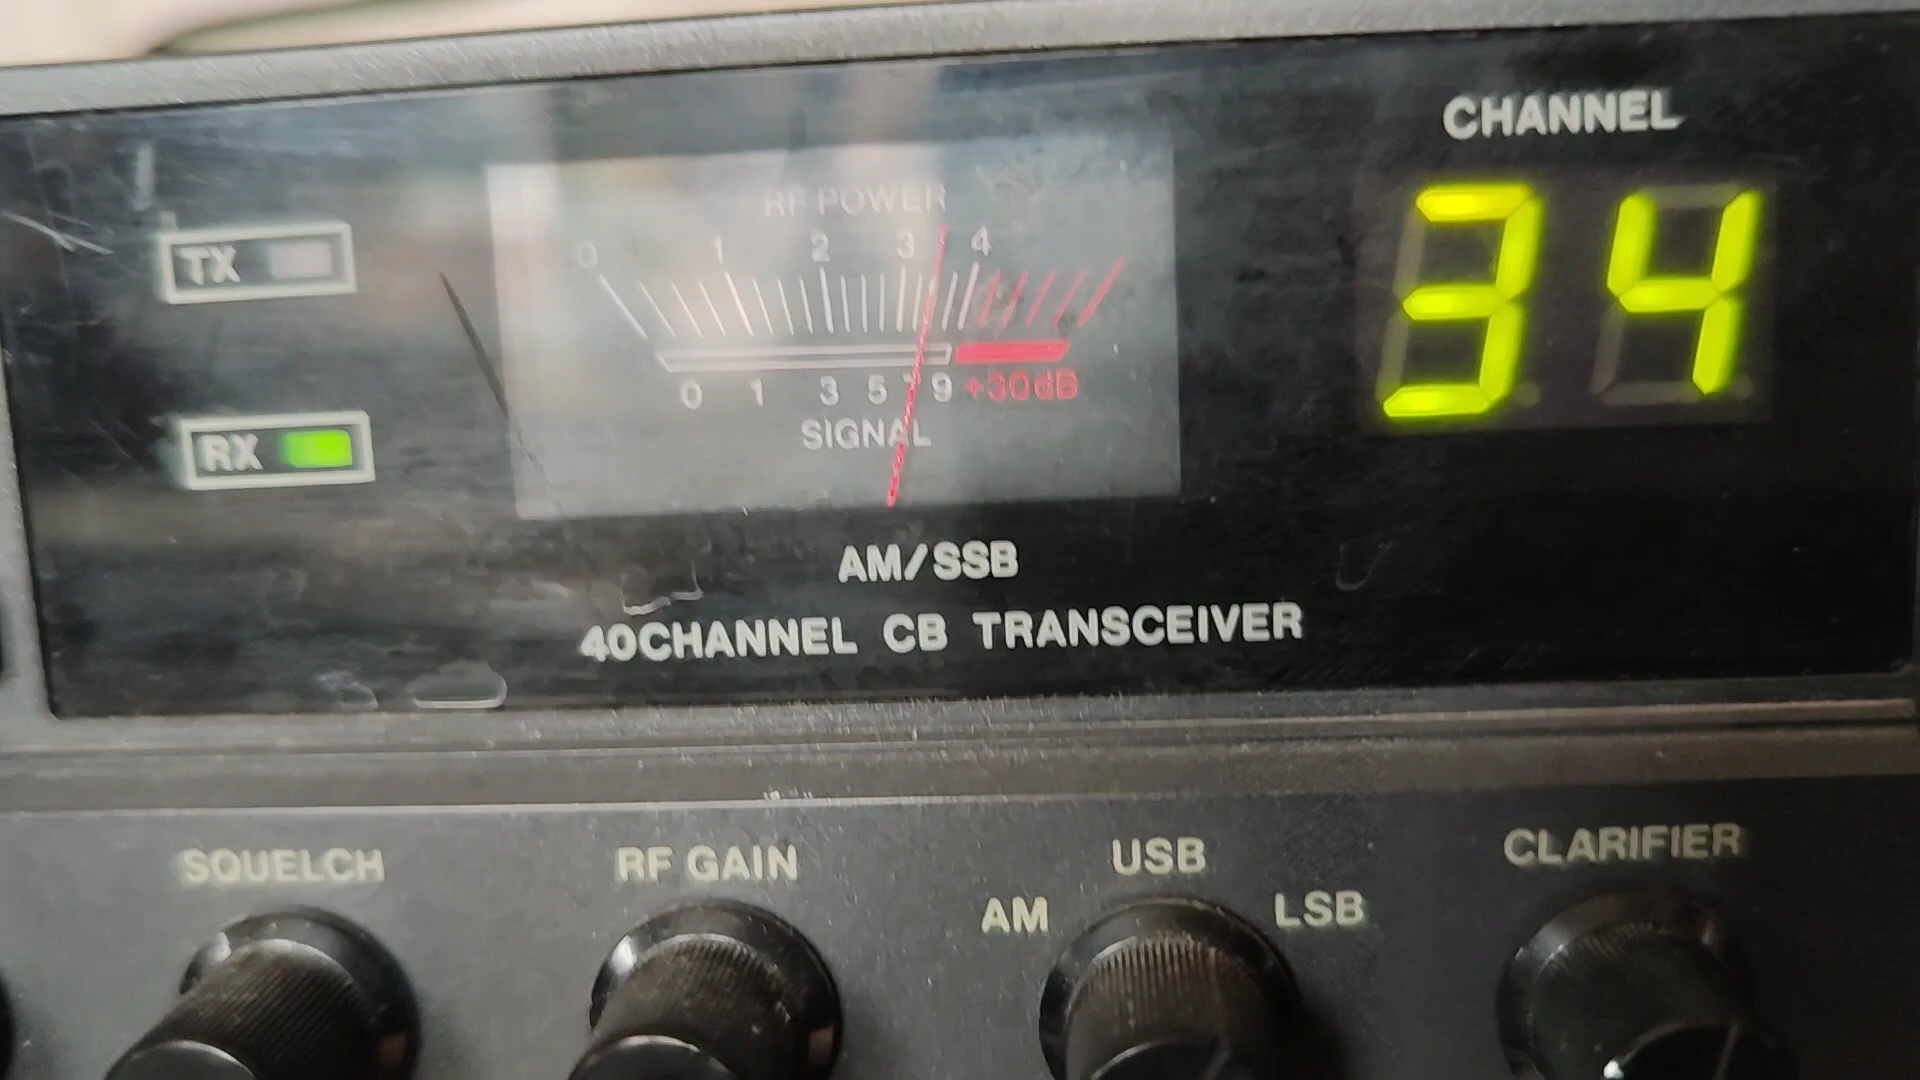 CHANNEL
RF POWER
0 1 2 3 4
34
TX
0 1 3 5 7 9 +30dB
RX
SIGNAL
AM/SSB
40CHANNEL CB TRANSCEIVER
SQUELCH
RF GAIN
USB
CLARIFIER
AM
LSB